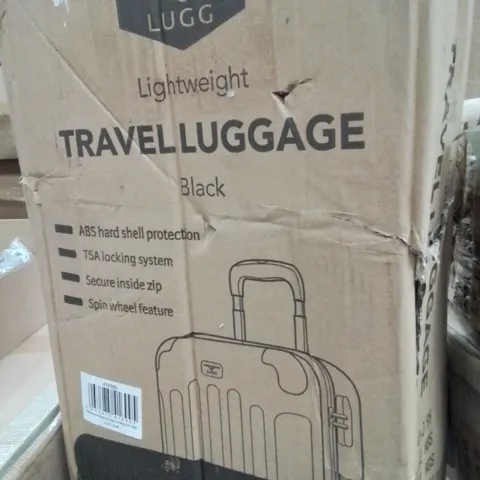 LUGG
Lightweight
TRAVEL LUGGAGE
Black
ABS hard shell protection
TSA locking system
Secure inside zip
Spin wheel feature